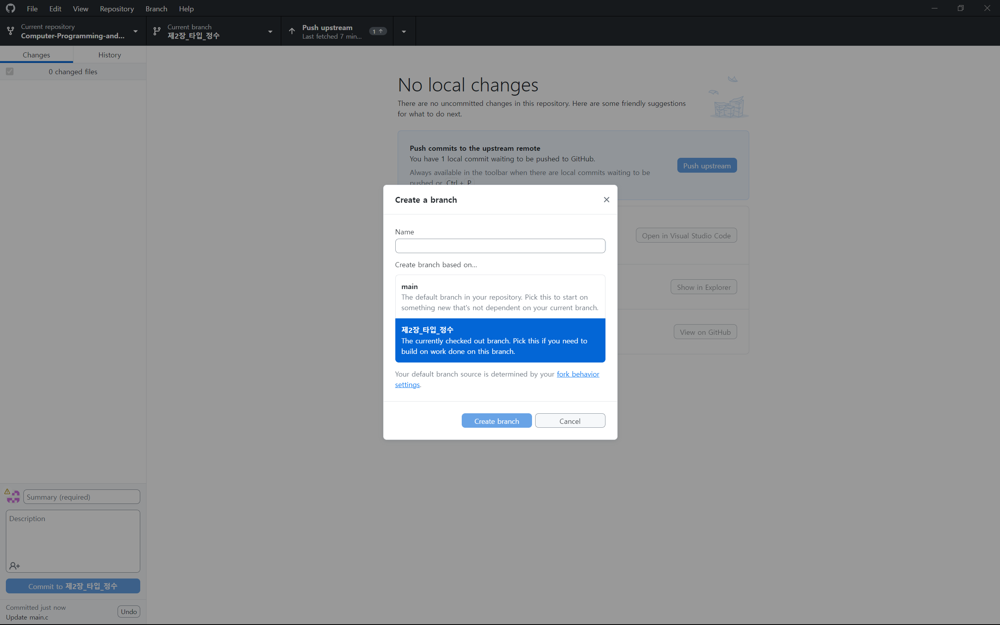 File Edit View Repository Branch Help
Current repository
Computer-Programming-and...
Current branch
제2장_타입_정수
Push upstream
Last fetched 7 min...
1
Changes
History
0 changed files
No local changes
There are no uncommitted changes in this repository. Here are some friendly suggestions
for what to do next.
Push commits to the upstream remote
You have 1 local commit waiting to be pushed to GitHub.
Always available in the toolbar when there are local commits waiting to be
pushed or Ctrl + P
Push upstream
Open in Visual Studio Code
Show in Explorer
View on GitHub
Create a branch
Name
Create branch based on...
main
The default branch in your repository. Pick this to start on
something new that's not dependent on your current branch.
제2장_타입_정수
The currently checked out branch. Pick this if you need to
build on work done on this branch.
Your default branch source is determined by your fork behavior
settings.
Create branch
Cancel
Summary (required)
Description
Commit to 제2장_타입_정수
Committed just now
Update main.c
Undo